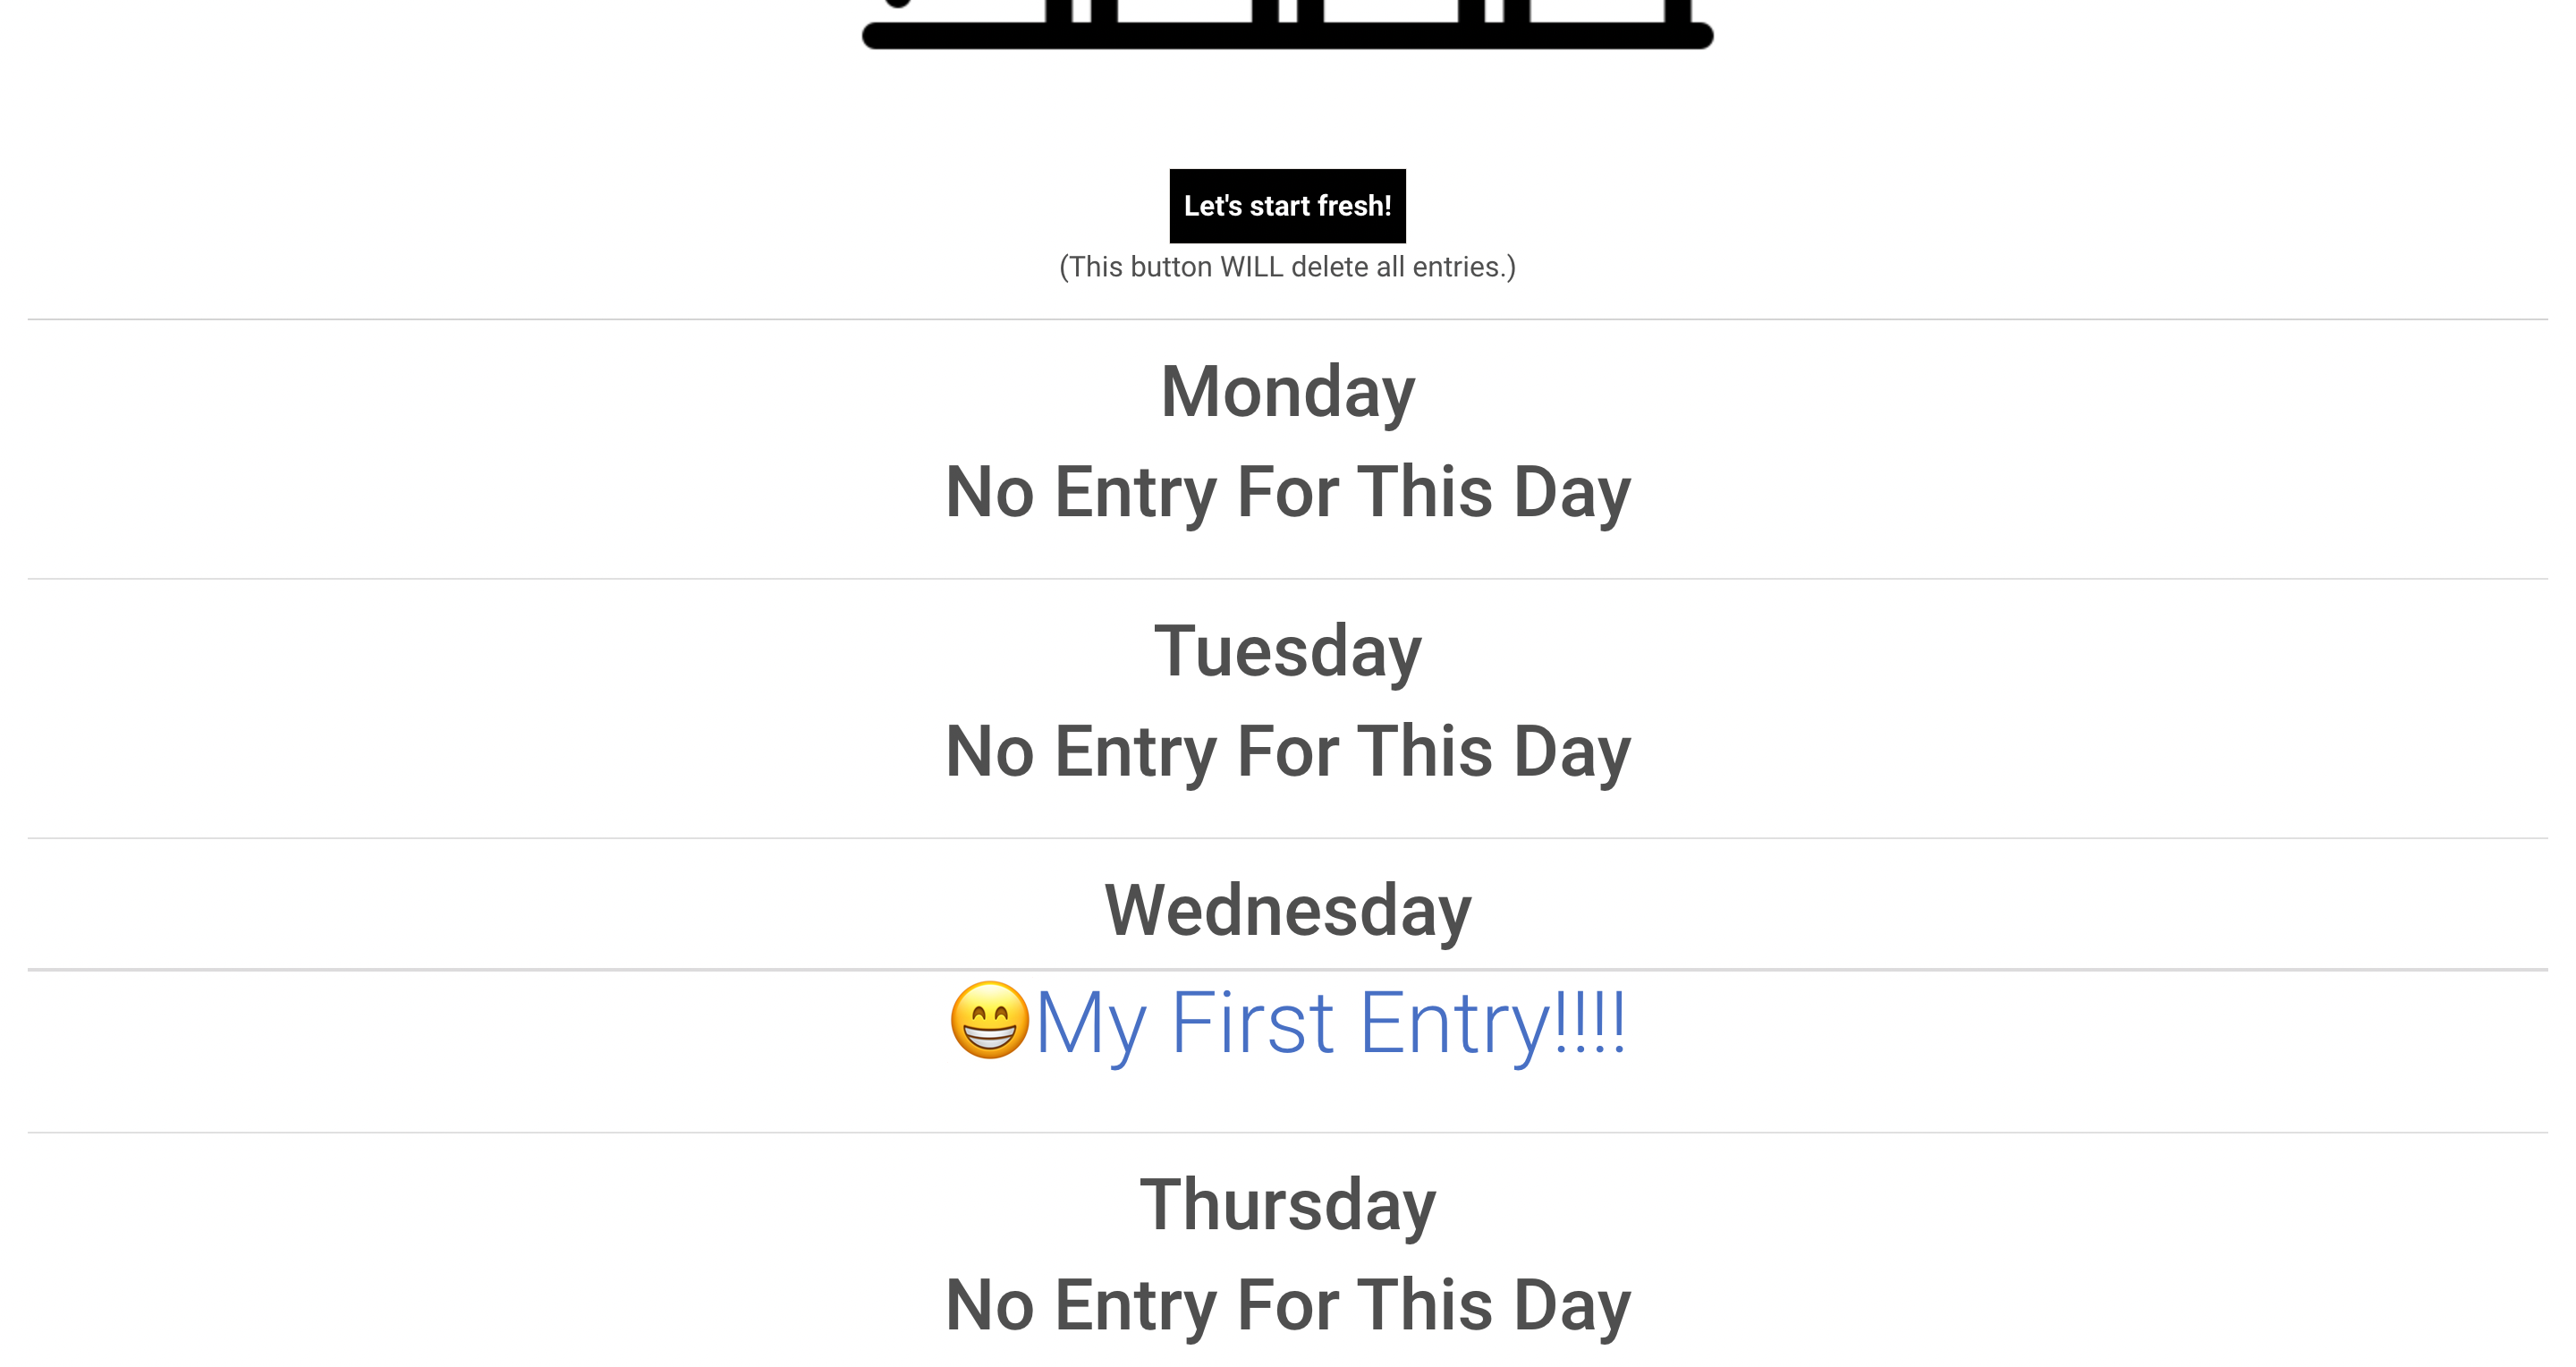 Let's start fresh!
(This button WILL delete all entries.)
Monday
No Entry For This Day
Tuesday
No Entry For This Day
Wednesday
😁My First Entry!!!!
Thursday
No Entry For This Day